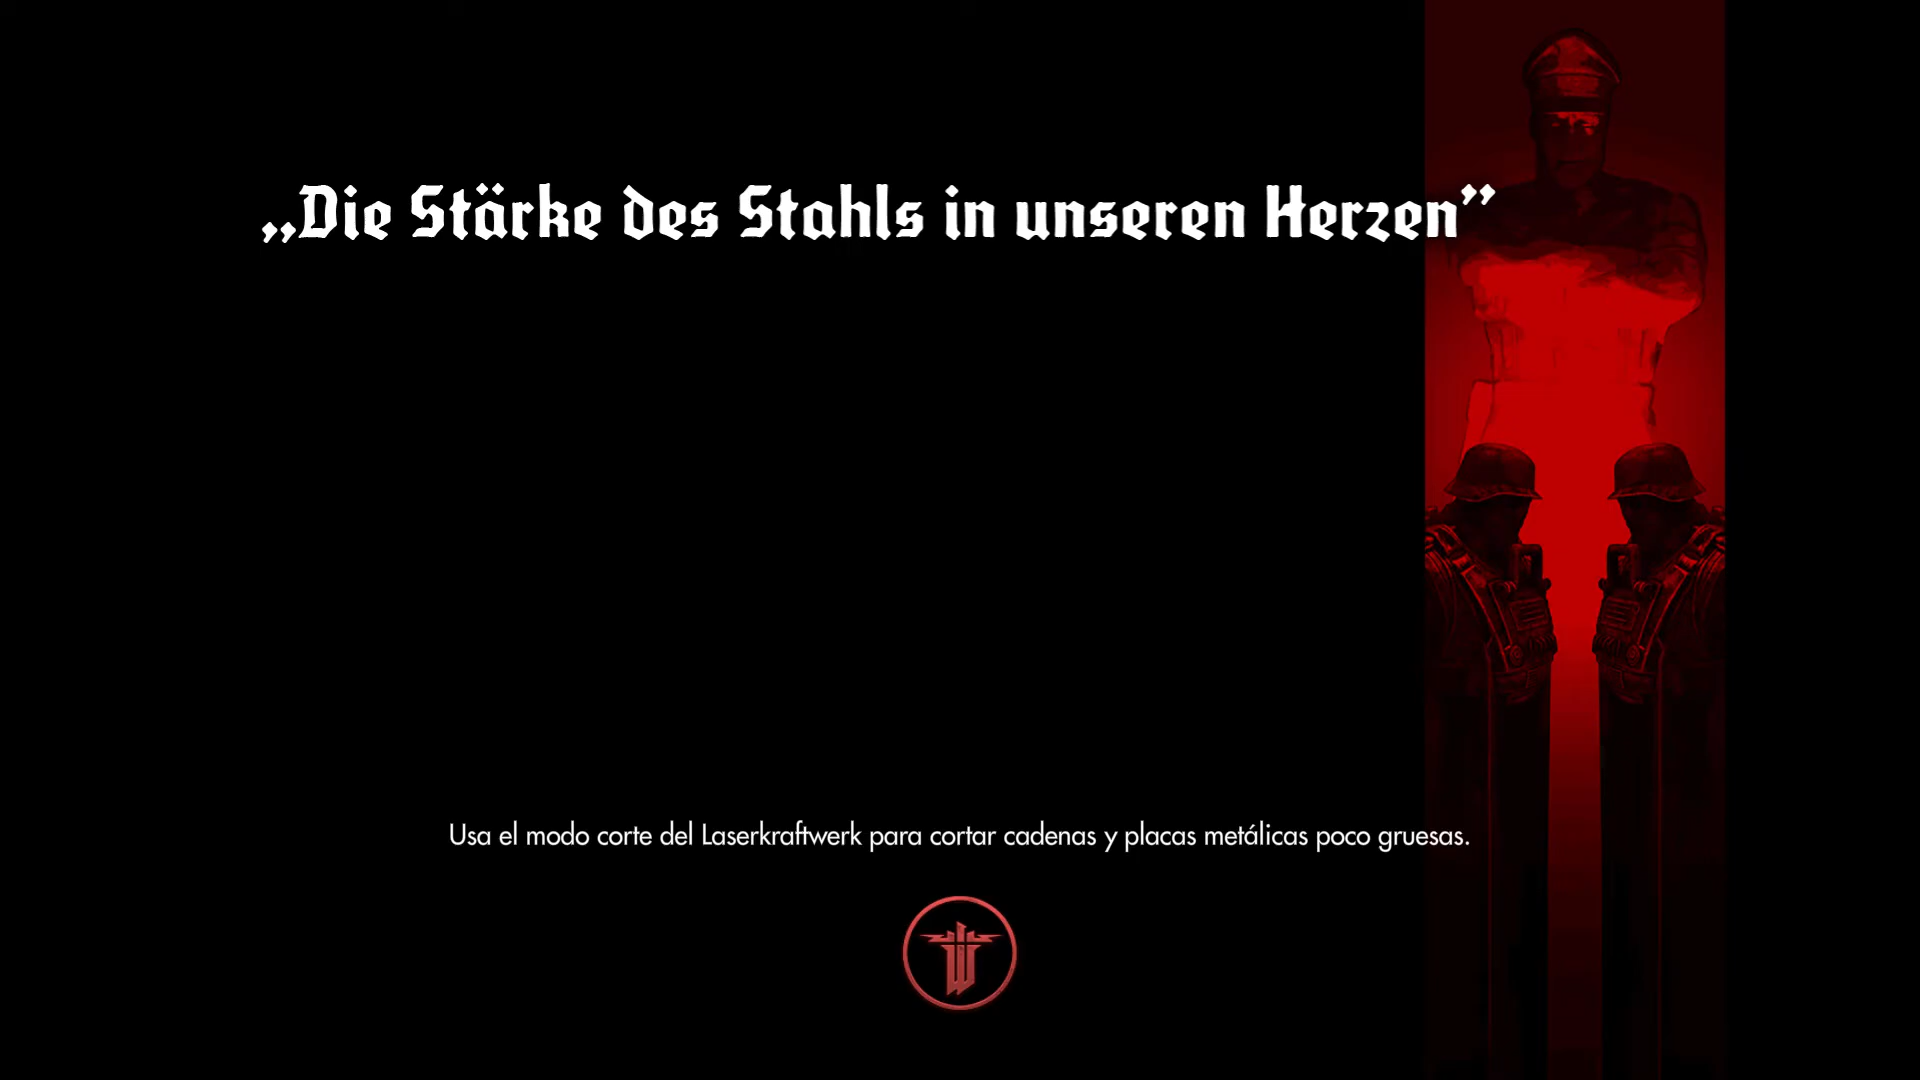 „Die Stärke des Stahls in unseren Herzen”
Usa el modo corte del Laserkraftwerk para cortar cadenas y placas metálicas poco gruesas.